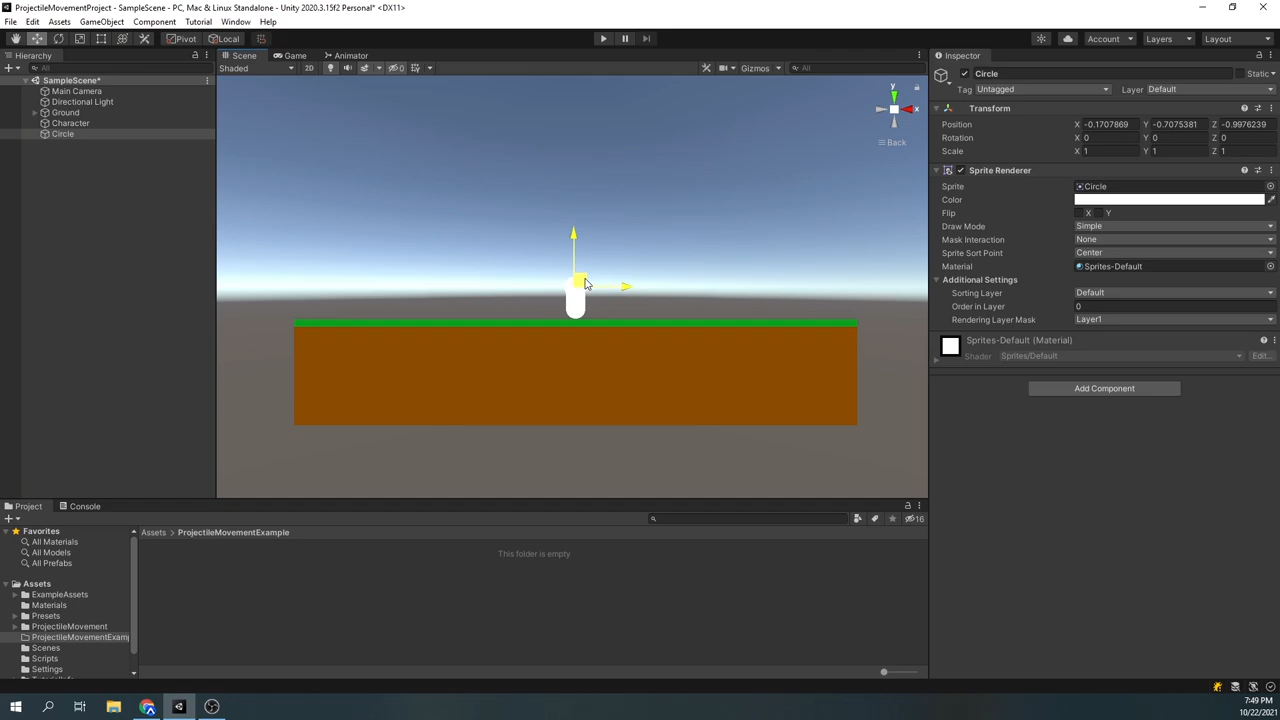 ProjectileMovementProject - SampleScene - PC, Mac & Linux Standalone - Unity 2020.3.15f2 Personal* <DX11>
File Edit Assets GameObject Component Tutorial Window Help
Pivot Local Account Layers Layout
Hierarchy
All
SampleScene*
Main Camera
Directional Light
Ground
Character
Circle
Scene Game Animator
Shaded 2D 0 Gizmos All
y
x
Back
Inspector
Circle Static
Tag Untagged Layer Default
Transform
Position X -0.1707869 Y -0.7075381 Z -0.9976239
Rotation X 0 Y 0 Z 0
Scale X 1 Y 1 Z 1
Sprite Renderer
Sprite Circle
Color
Flip X Y
Draw Mode Simple
Mask Interaction None
Sprite Sort Point Center
Material Sprites-Default
Additional Settings
Sorting Layer Default
Order in Layer 0
Rendering Layer Mask Layer1
Sprites-Default (Material)
Shader Sprites/Default Edit...
Add Component
Project Console
16
Favorites
All Materials
All Models
All Prefabs
Assets
ExampleAssets
Materials
Presets
ProjectileMovement
ProjectileMovementExamp
Scenes
Scripts
Settings
Assets > ProjectileMovementExample
This folder is empty
7:49 PM
10/22/2021